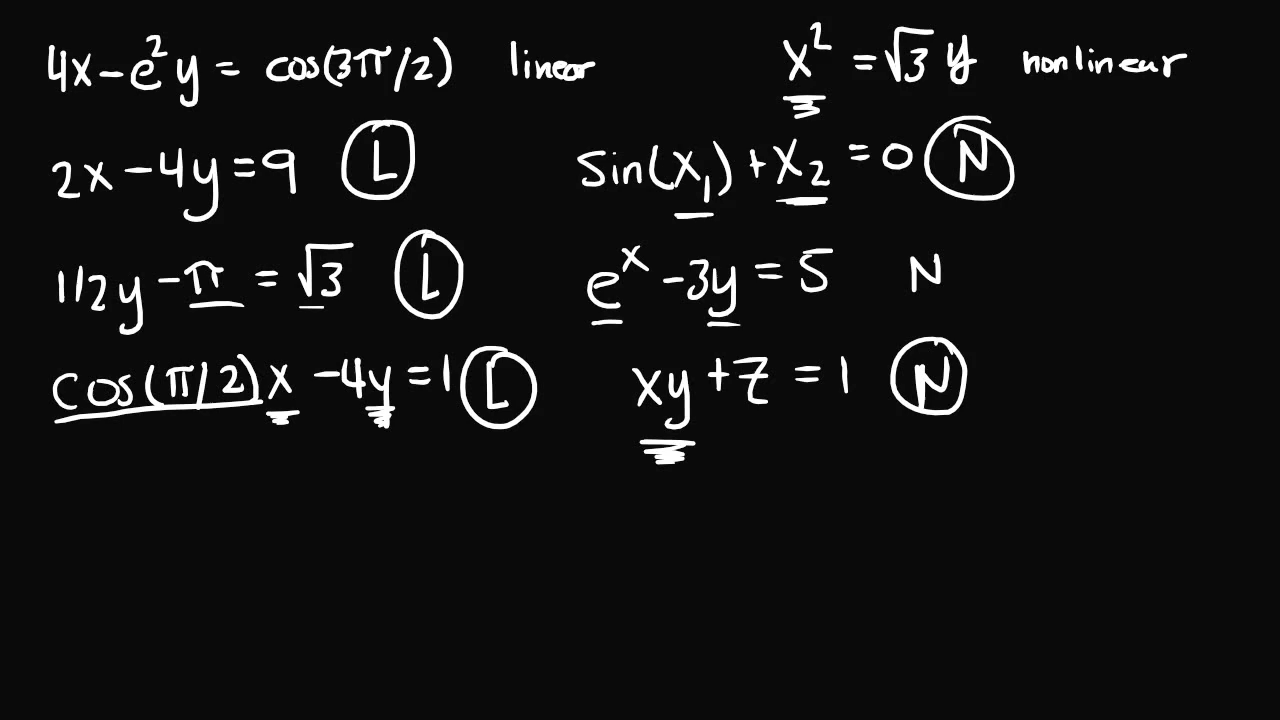 4x - e²y = cos(3π/2) linear
x² = √3 y nonlinear
2x - 4y = 9 L
sin(x₁) + x₂ = 0 N
1/2y - π = √3 L
eˣ - 3y = 5 N
cos(π/2)x - 4y = 1 L
xy + z = 1 N